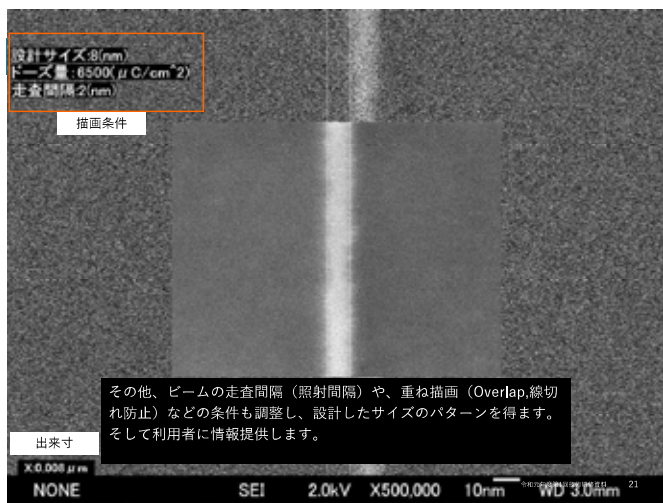 設計サイズ:8(nm)
ドーズ量:6500(μC/cm^2)
走査間隔:2(nm)
描画条件
その他、ビームの走査間隔（照射間隔）や、重ね描画（Overlap,線切
れ防止）などの条件も調整し、設計したサイズのパターンを得ます。
そして利用者に情報提供します。
出来寸
X:0.008μm
NONE SEI 2.0kV X500,000 10nm WD 3.0mm
21